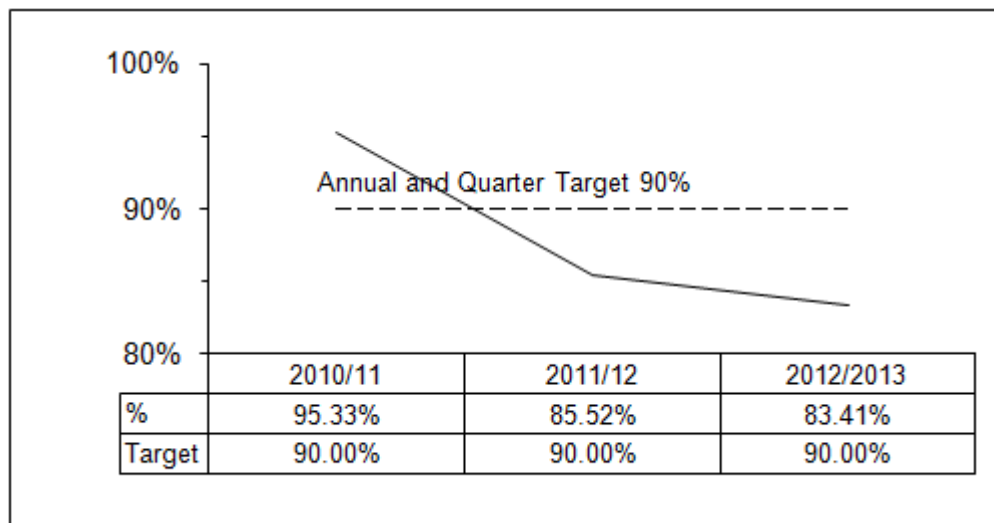 100%
Annual and Quarter Target 90%
90%
80%
2010/11 2011/12 2012/2013
% 95.33% 85.52% 83.41%
Target 90.00% 90.00% 90.00%